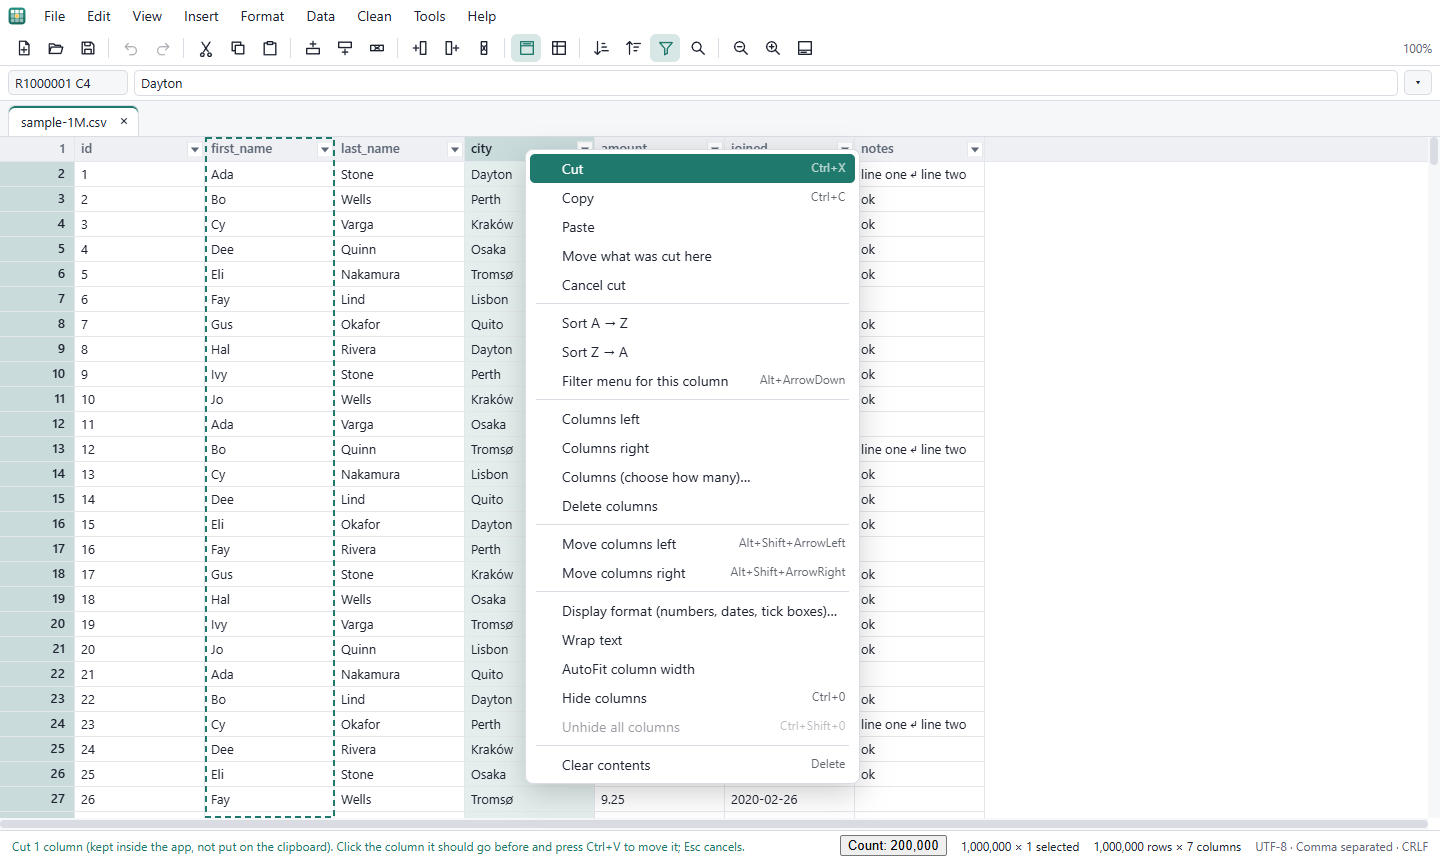 File Edit View Insert Format Data Clean Tools Help
100%
R1000001 C4 Dayton
sample-1M.csv ×
1 id first_name last_name city amount joined notes
2 1 Ada Stone Dayton line one ↲ line two
3 2 Bo Wells Perth ok
4 3 Cy Varga Kraków ok
5 4 Dee Quinn Osaka ok
6 5 Eli Nakamura Tromsø ok
7 6 Fay Lind Lisbon
8 7 Gus Okafor Quito ok
9 8 Hal Rivera Dayton ok
10 9 Ivy Stone Perth ok
11 10 Jo Wells Kraków ok
12 11 Ada Varga Osaka
13 12 Bo Quinn Tromsø line one ↲ line two
14 13 Cy Nakamura Lisbon ok
15 14 Dee Lind Quito ok
16 15 Eli Okafor Dayton ok
17 16 Fay Rivera Perth
18 17 Gus Stone Kraków ok
19 18 Hal Wells Osaka ok
20 19 Ivy Varga Tromsø ok
21 20 Jo Quinn Lisbon ok
22 21 Ada Nakamura Quito
23 22 Bo Lind Dayton ok
24 23 Cy Okafor Perth line one ↲ line two
25 24 Dee Rivera Kraków ok
26 25 Eli Stone Osaka ok
27 26 Fay Wells Tromsø 9.25 2020-02-26
Cut Ctrl+X
Copy Ctrl+C
Paste
Move what was cut here
Cancel cut
Sort A → Z
Sort Z → A
Filter menu for this column Alt+ArrowDown
Columns left
Columns right
Columns (choose how many)...
Delete columns
Move columns left Alt+Shift+ArrowLeft
Move columns right Alt+Shift+ArrowRight
Display format (numbers, dates, tick boxes)...
Wrap text
AutoFit column width
Hide columns Ctrl+0
Unhide all columns Ctrl+Shift+0
Clear contents Delete
Cut 1 column (kept inside the app, not put on the clipboard). Click the column it should go before and press Ctrl+V to move it; Esc cancels. Count: 200,000 1,000,000 × 1 selected 1,000,000 rows × 7 columns UTF-8 · Comma separated · CRLF